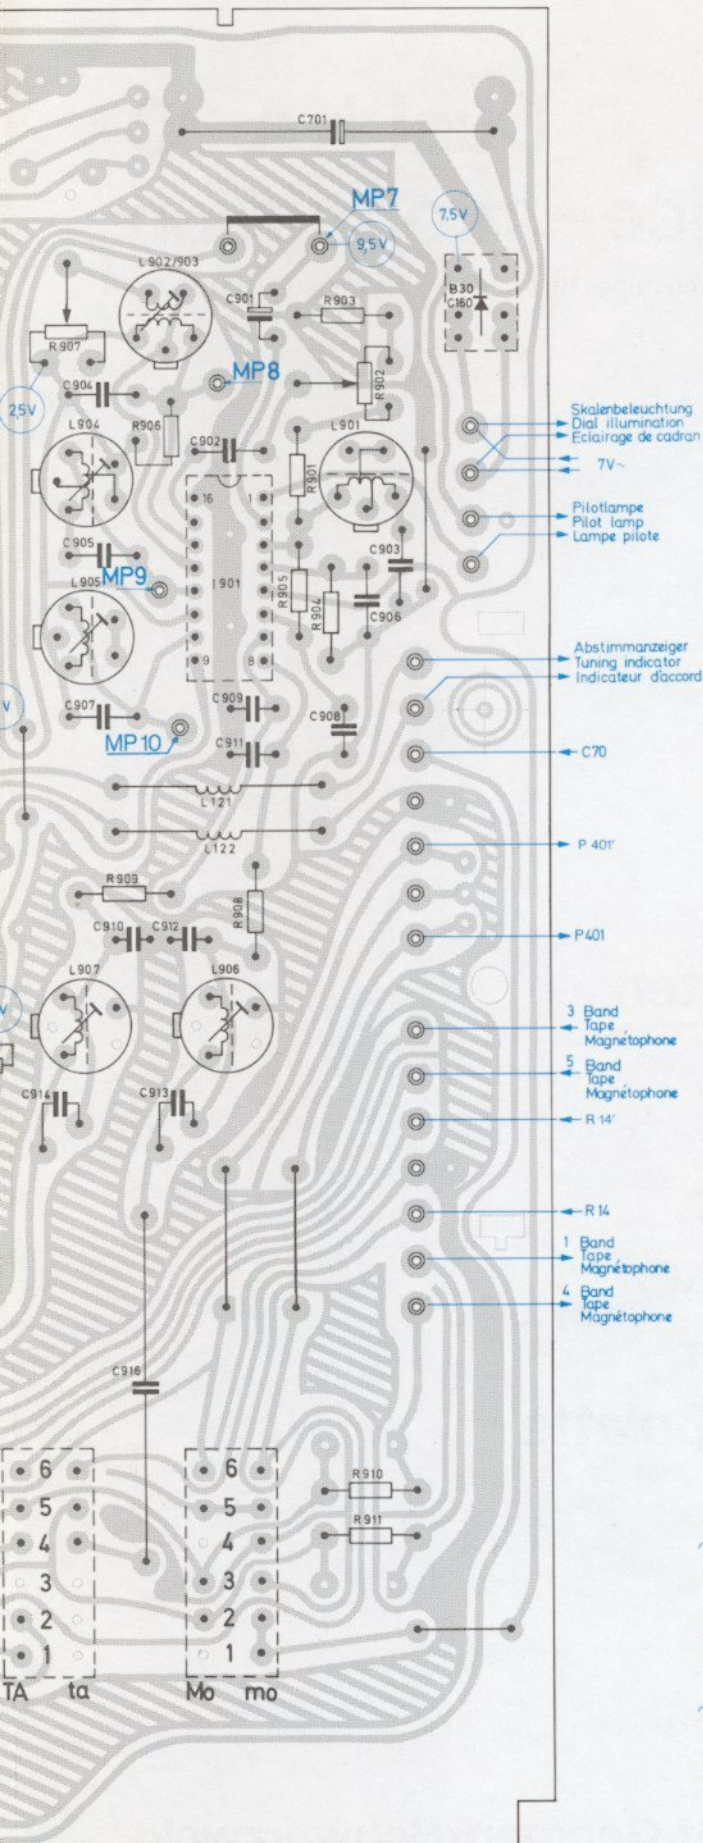 C701
MP7
7.5V
9,5V
L902/903
C901
R903
B30
C160
R907
R902
MP8
C904
2,5V
Skalenbeleuchtung
Dial illumination
Eclairage de cadran
7V~
L904
R906
C902
L901
R901
16 1
Pilotlampe
Pilot lamp
Lampe pilote
C905
C903
L905
MP9
I901
R905
R904
C906
9 8
Abstimmanzeiger
Tuning indicator
Indicateur d'accord
V
C907
C909
C908
MP10
C911
C70
L121
L122
P 401'
R909
R908
C910
C912
P401
L907
L906
V
3 Band
Tape
Magnétophone
5 Band
Tape
Magnétophone
C914
C913
R 14'
R 14
1 Band
Tape
Magnétophone
4 Band
Tape
Magnétophone
C916
6 6
R910
5 5
4 4
R911
3 3
2 2
1 1
TA ta Mo mo